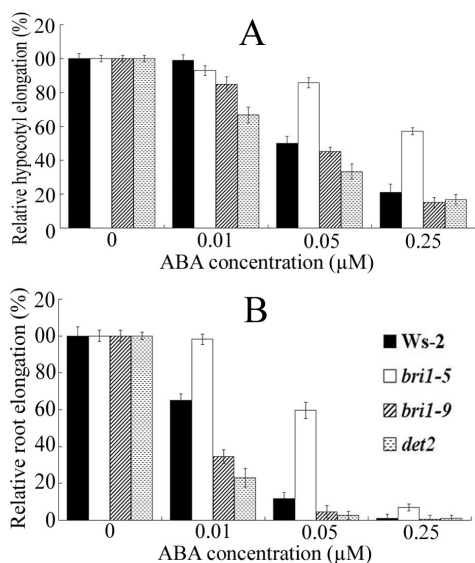 A
Relative hypocotyl elongation (%)
20
00
80
60
40
20
0
0 0.01 0.05 0.25
ABA concentration (µM)
B
Relative root elongation (%)
20
00
80
60
40
20
0
Ws-2
bri1-5
bri1-9
det2
0 0.01 0.05 0.25
ABA concentration (µM)